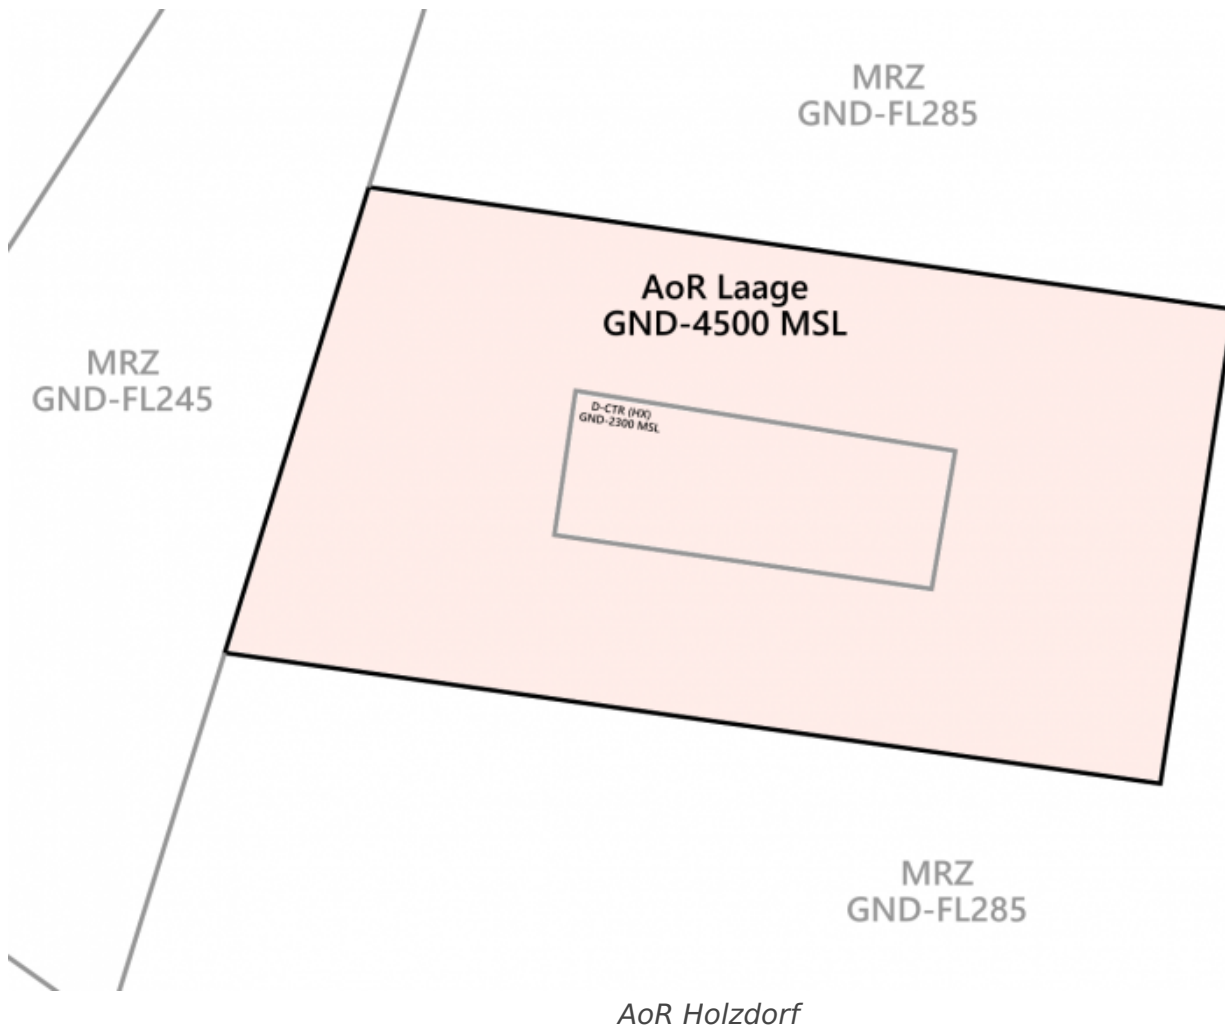 MRZ
GND-FL285
AoR Laage
GND-4500 MSL
MRZ
GND-FL245
D-CTR (HX)
GND-2300 MSL
MRZ
GND-FL285
AoR Holzdorf